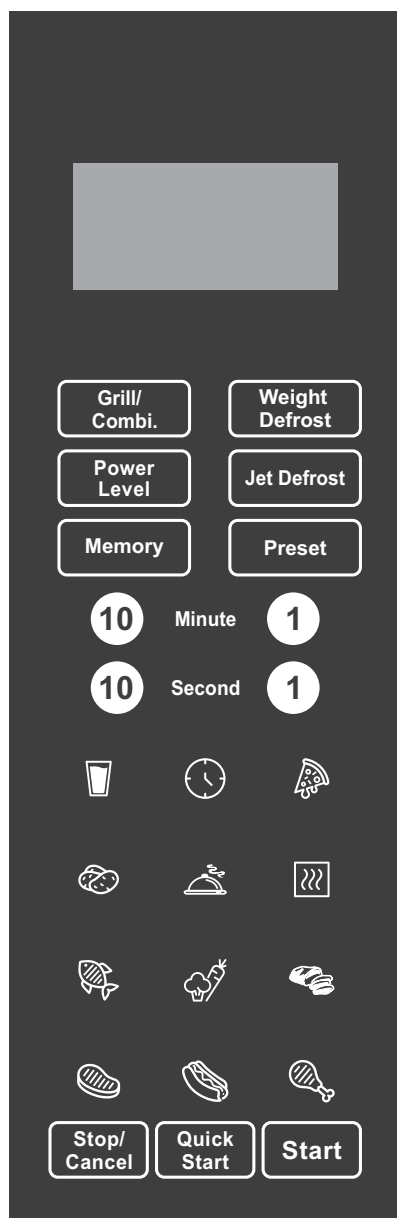 Grill/
Combi.
Weight
Defrost
Power
Level
Jet Defrost
Memory
Preset
10 Minute 1
10 Second 1
Stop/
Cancel
Quick
Start
Start